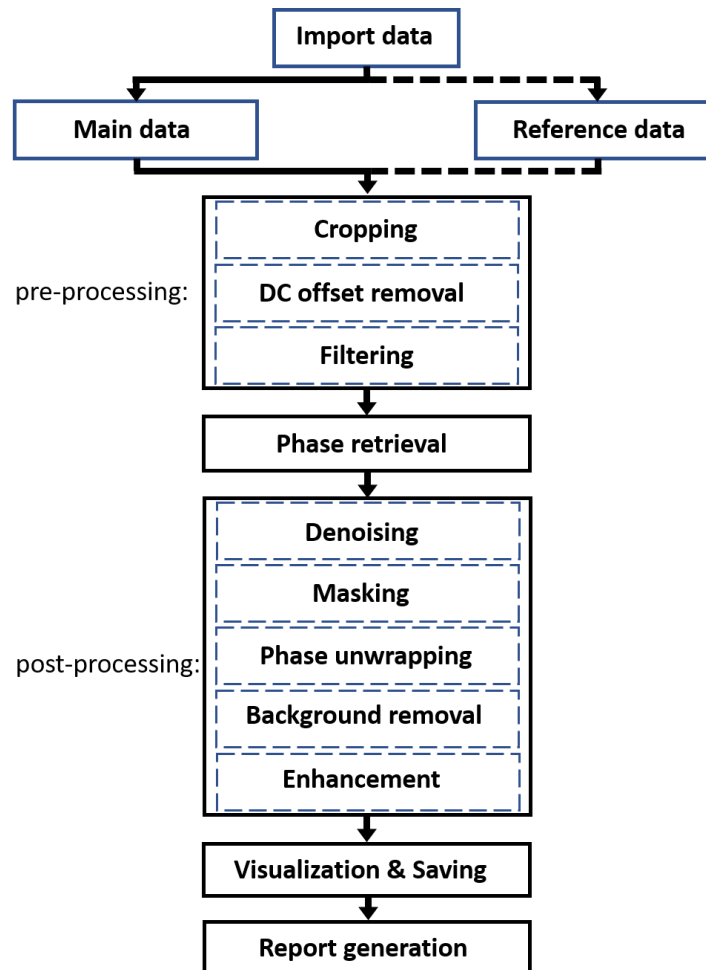 Import data
Main data
Reference data
Cropping
pre-processing:
DC offset removal
Filtering
Phase retrieval
Denoising
Masking
post-processing:
Phase unwrapping
Background removal
Enhancement
Visualization & Saving
Report generation